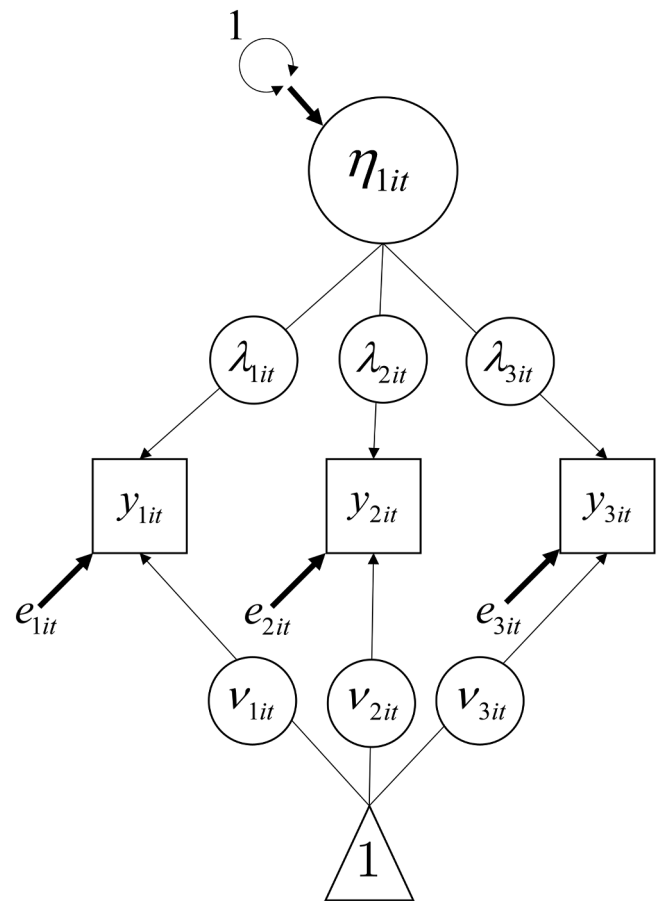 1
η1it
λ1it λ2it λ3it
y1it y2it y3it
e1it e2it e3it
ν1it ν2it ν3it
1